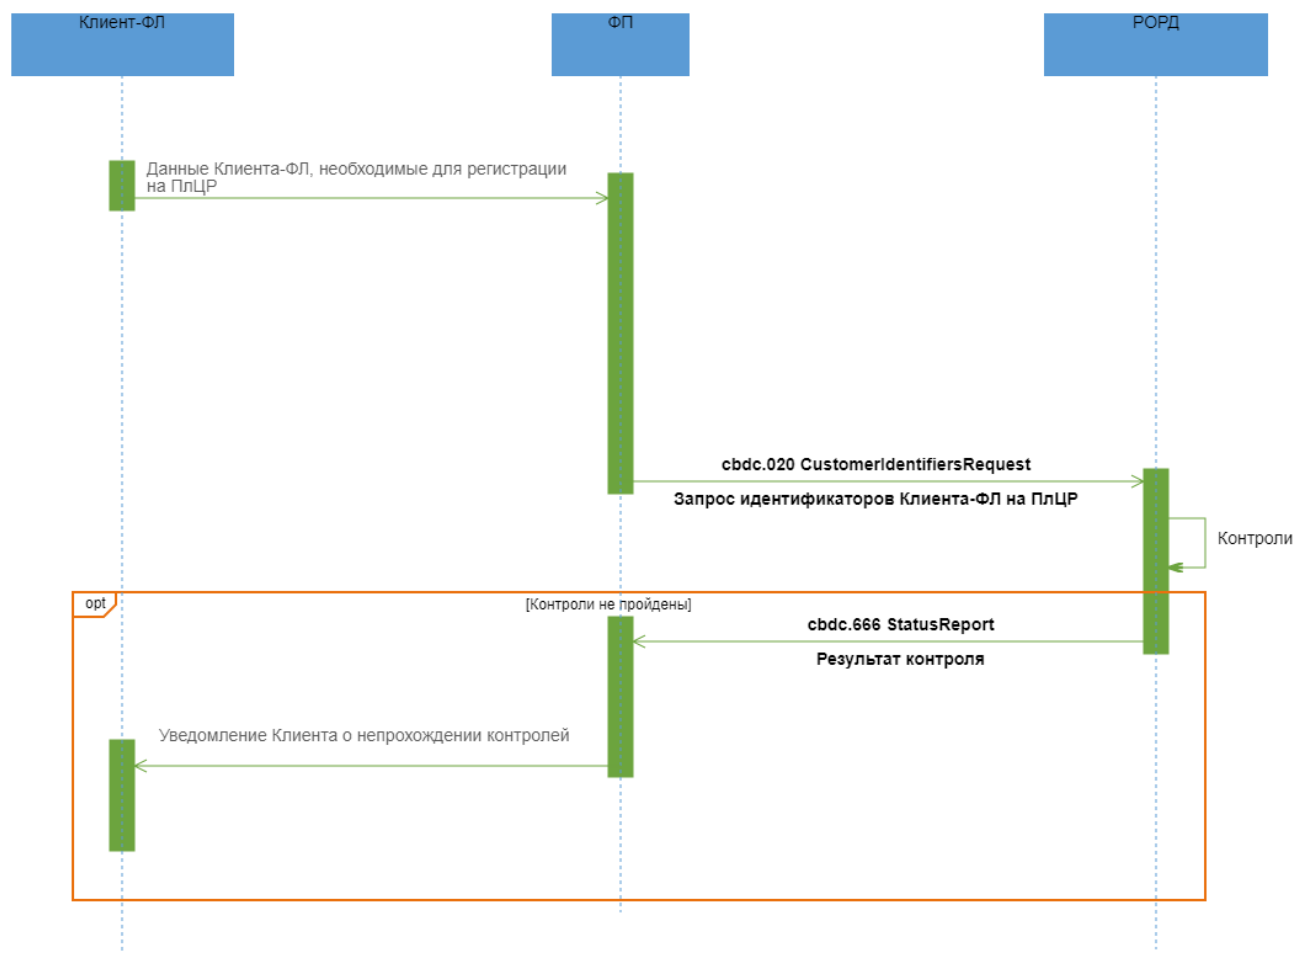 Клиент-ФЛ
ФП
РОРД
Данные Клиента-ФЛ, необходимые для регистрации
на ПлЦР
cbdc.020 CustomerIdentifiersRequest
Запрос идентификаторов Клиента-ФЛ на ПлЦР
Контроли
opt
[Контроли не пройдены]
cbdc.666 StatusReport
Результат контроля
Уведомление Клиента о непрохождении контролей